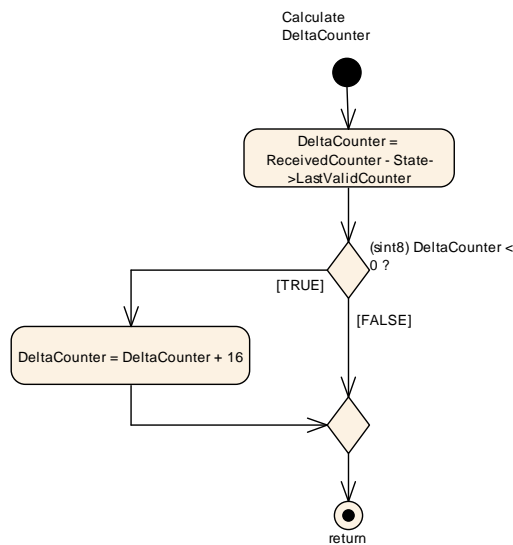 Calculate
DeltaCounter
DeltaCounter =
ReceivedCounter - State-
>LastValidCounter
(sint8) DeltaCounter <
0 ?
[TRUE]
[FALSE]
DeltaCounter = DeltaCounter + 16
return